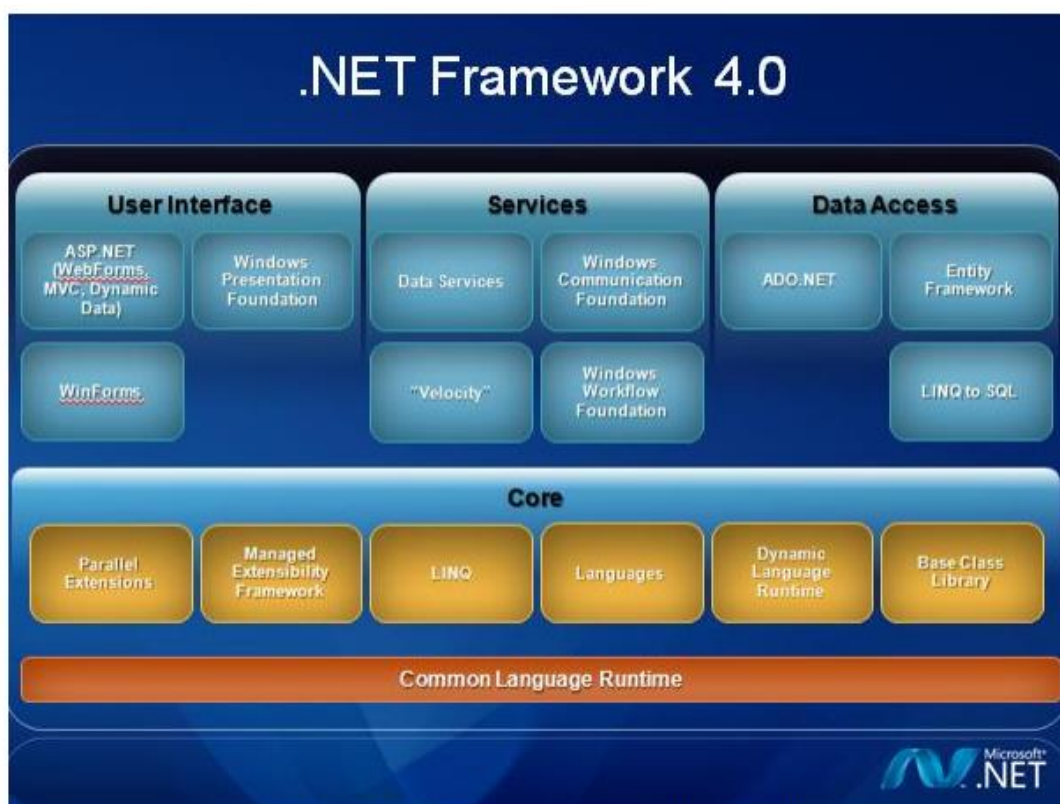 .NET Framework 4.0
User Interface
ASP.NET
(WebForms,
MVC, Dynamic
Data)
Windows
Presentation
Foundation
WinForms
Services
Data Services
Windows
Communication
Foundation
"Velocity"
Windows
Workflow
Foundation
Data Access
ADO.NET
Entity
Framework
LINQ to SQL
Core
Parallel
Extensions
Managed
Extensibility
Framework
LINQ
Languages
Dynamic
Language
Runtime
Base Class
Library
Common Language Runtime
Microsoft®
.NET